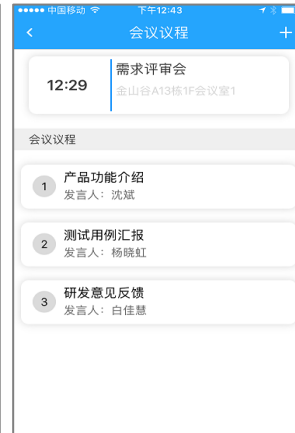 中国移动 下午12:43
会议议程
12:29
需求评审会
金山谷A13栋1F会议室1
会议议程
1 产品功能介绍
发言人：沈斌
2 测试用例汇报
发言人：杨晓虹
3 研发意见反馈
发言人：白佳慧